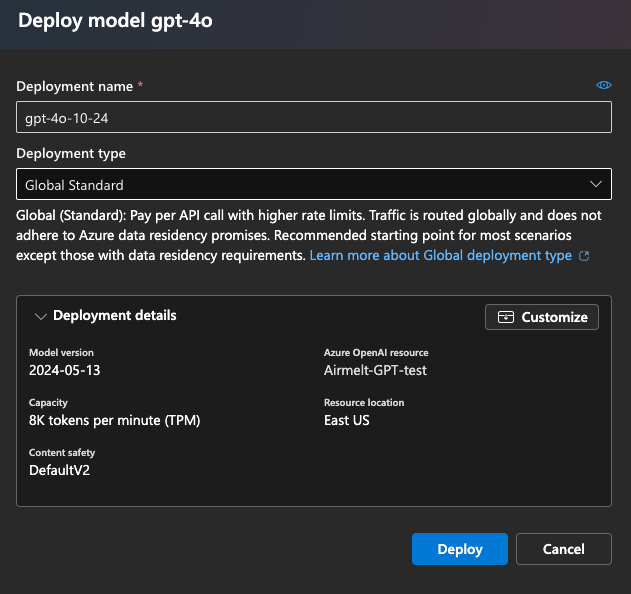 Deploy model gpt-4o
Deployment name *
gpt-4o-10-24
Deployment type
Global Standard
Global (Standard): Pay per API call with higher rate limits. Traffic is routed globally and does not
adhere to Azure data residency promises. Recommended starting point for most scenarios
except those with data residency requirements. Learn more about Global deployment type
Deployment details
Customize
Model version
2024-05-13
Azure OpenAI resource
Airmelt-GPT-test
Capacity
8K tokens per minute (TPM)
Resource location
East US
Content safety
DefaultV2
Deploy
Cancel